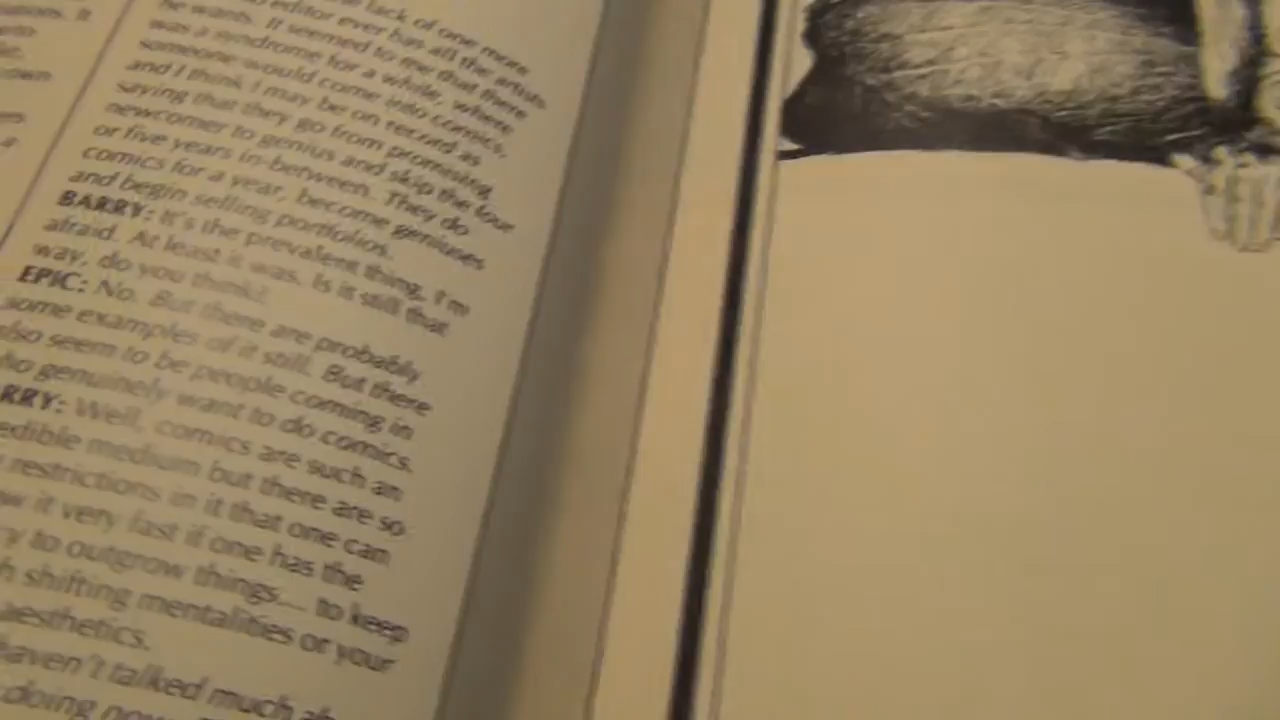 lack of one more
editor ever has all the artists
he wants. It seemed to me that there
was a syndrome for a while, where
someone would come into comics,
and I think I may be on record as
saying that they go from promising
newcomer to genius and skip the four
or five years in-between. They do
comics for a year, become geniuses
and begin selling portfolios.
BARRY: It's the prevalent thing, I'm
afraid. At least it was. Is it still that
way, do you think?
EPIC: No. But there are probably
some examples of it still. But there
also seem to be people coming in
who genuinely want to do comics.
RRY: Well, comics are such an
edible medium but there are so
restrictions in it that one can
w it very fast if one has the
cy to outgrow things.... to keep
h shifting mentalities or your
aesthetics.
haven't talked much ab
doing now.